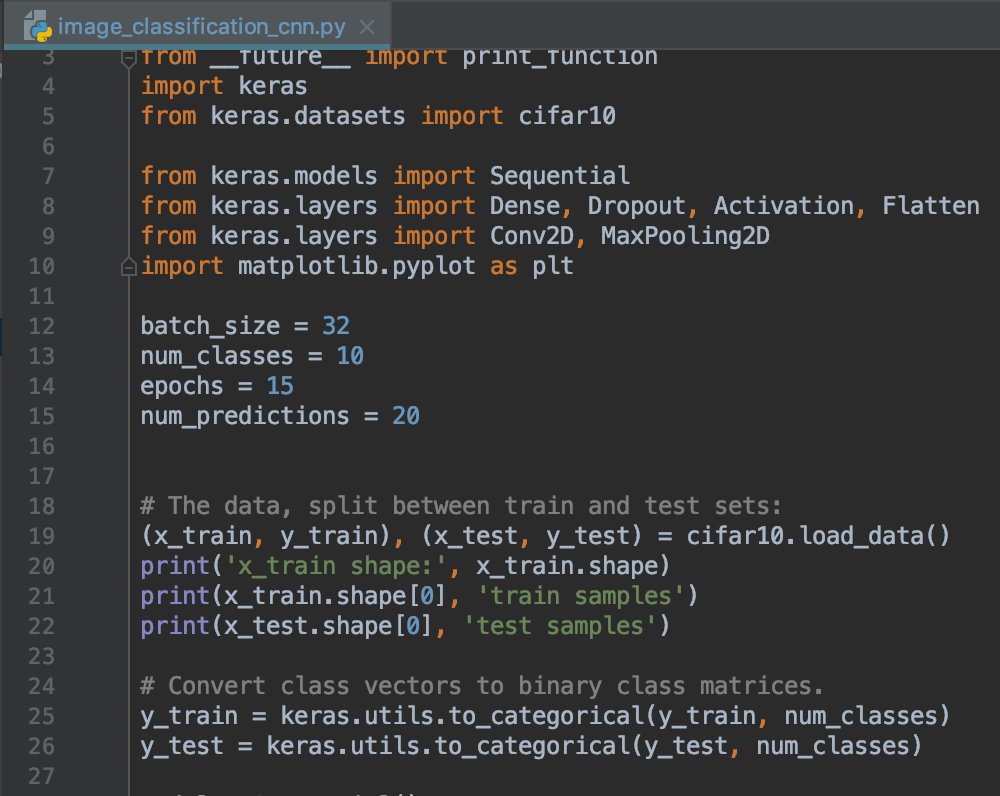 image_classification_cnn.py
3 from __future__ import print_function
4 import keras
5 from keras.datasets import cifar10
6
7 from keras.models import Sequential
8 from keras.layers import Dense, Dropout, Activation, Flatten
9 from keras.layers import Conv2D, MaxPooling2D
10 import matplotlib.pyplot as plt
11
12 batch_size = 32
13 num_classes = 10
14 epochs = 15
15 num_predictions = 20
16
17
18 # The data, split between train and test sets:
19 (x_train, y_train), (x_test, y_test) = cifar10.load_data()
20 print('x_train shape:', x_train.shape)
21 print(x_train.shape[0], 'train samples')
22 print(x_test.shape[0], 'test samples')
23
24 # Convert class vectors to binary class matrices.
25 y_train = keras.utils.to_categorical(y_train, num_classes)
26 y_test = keras.utils.to_categorical(y_test, num_classes)
27